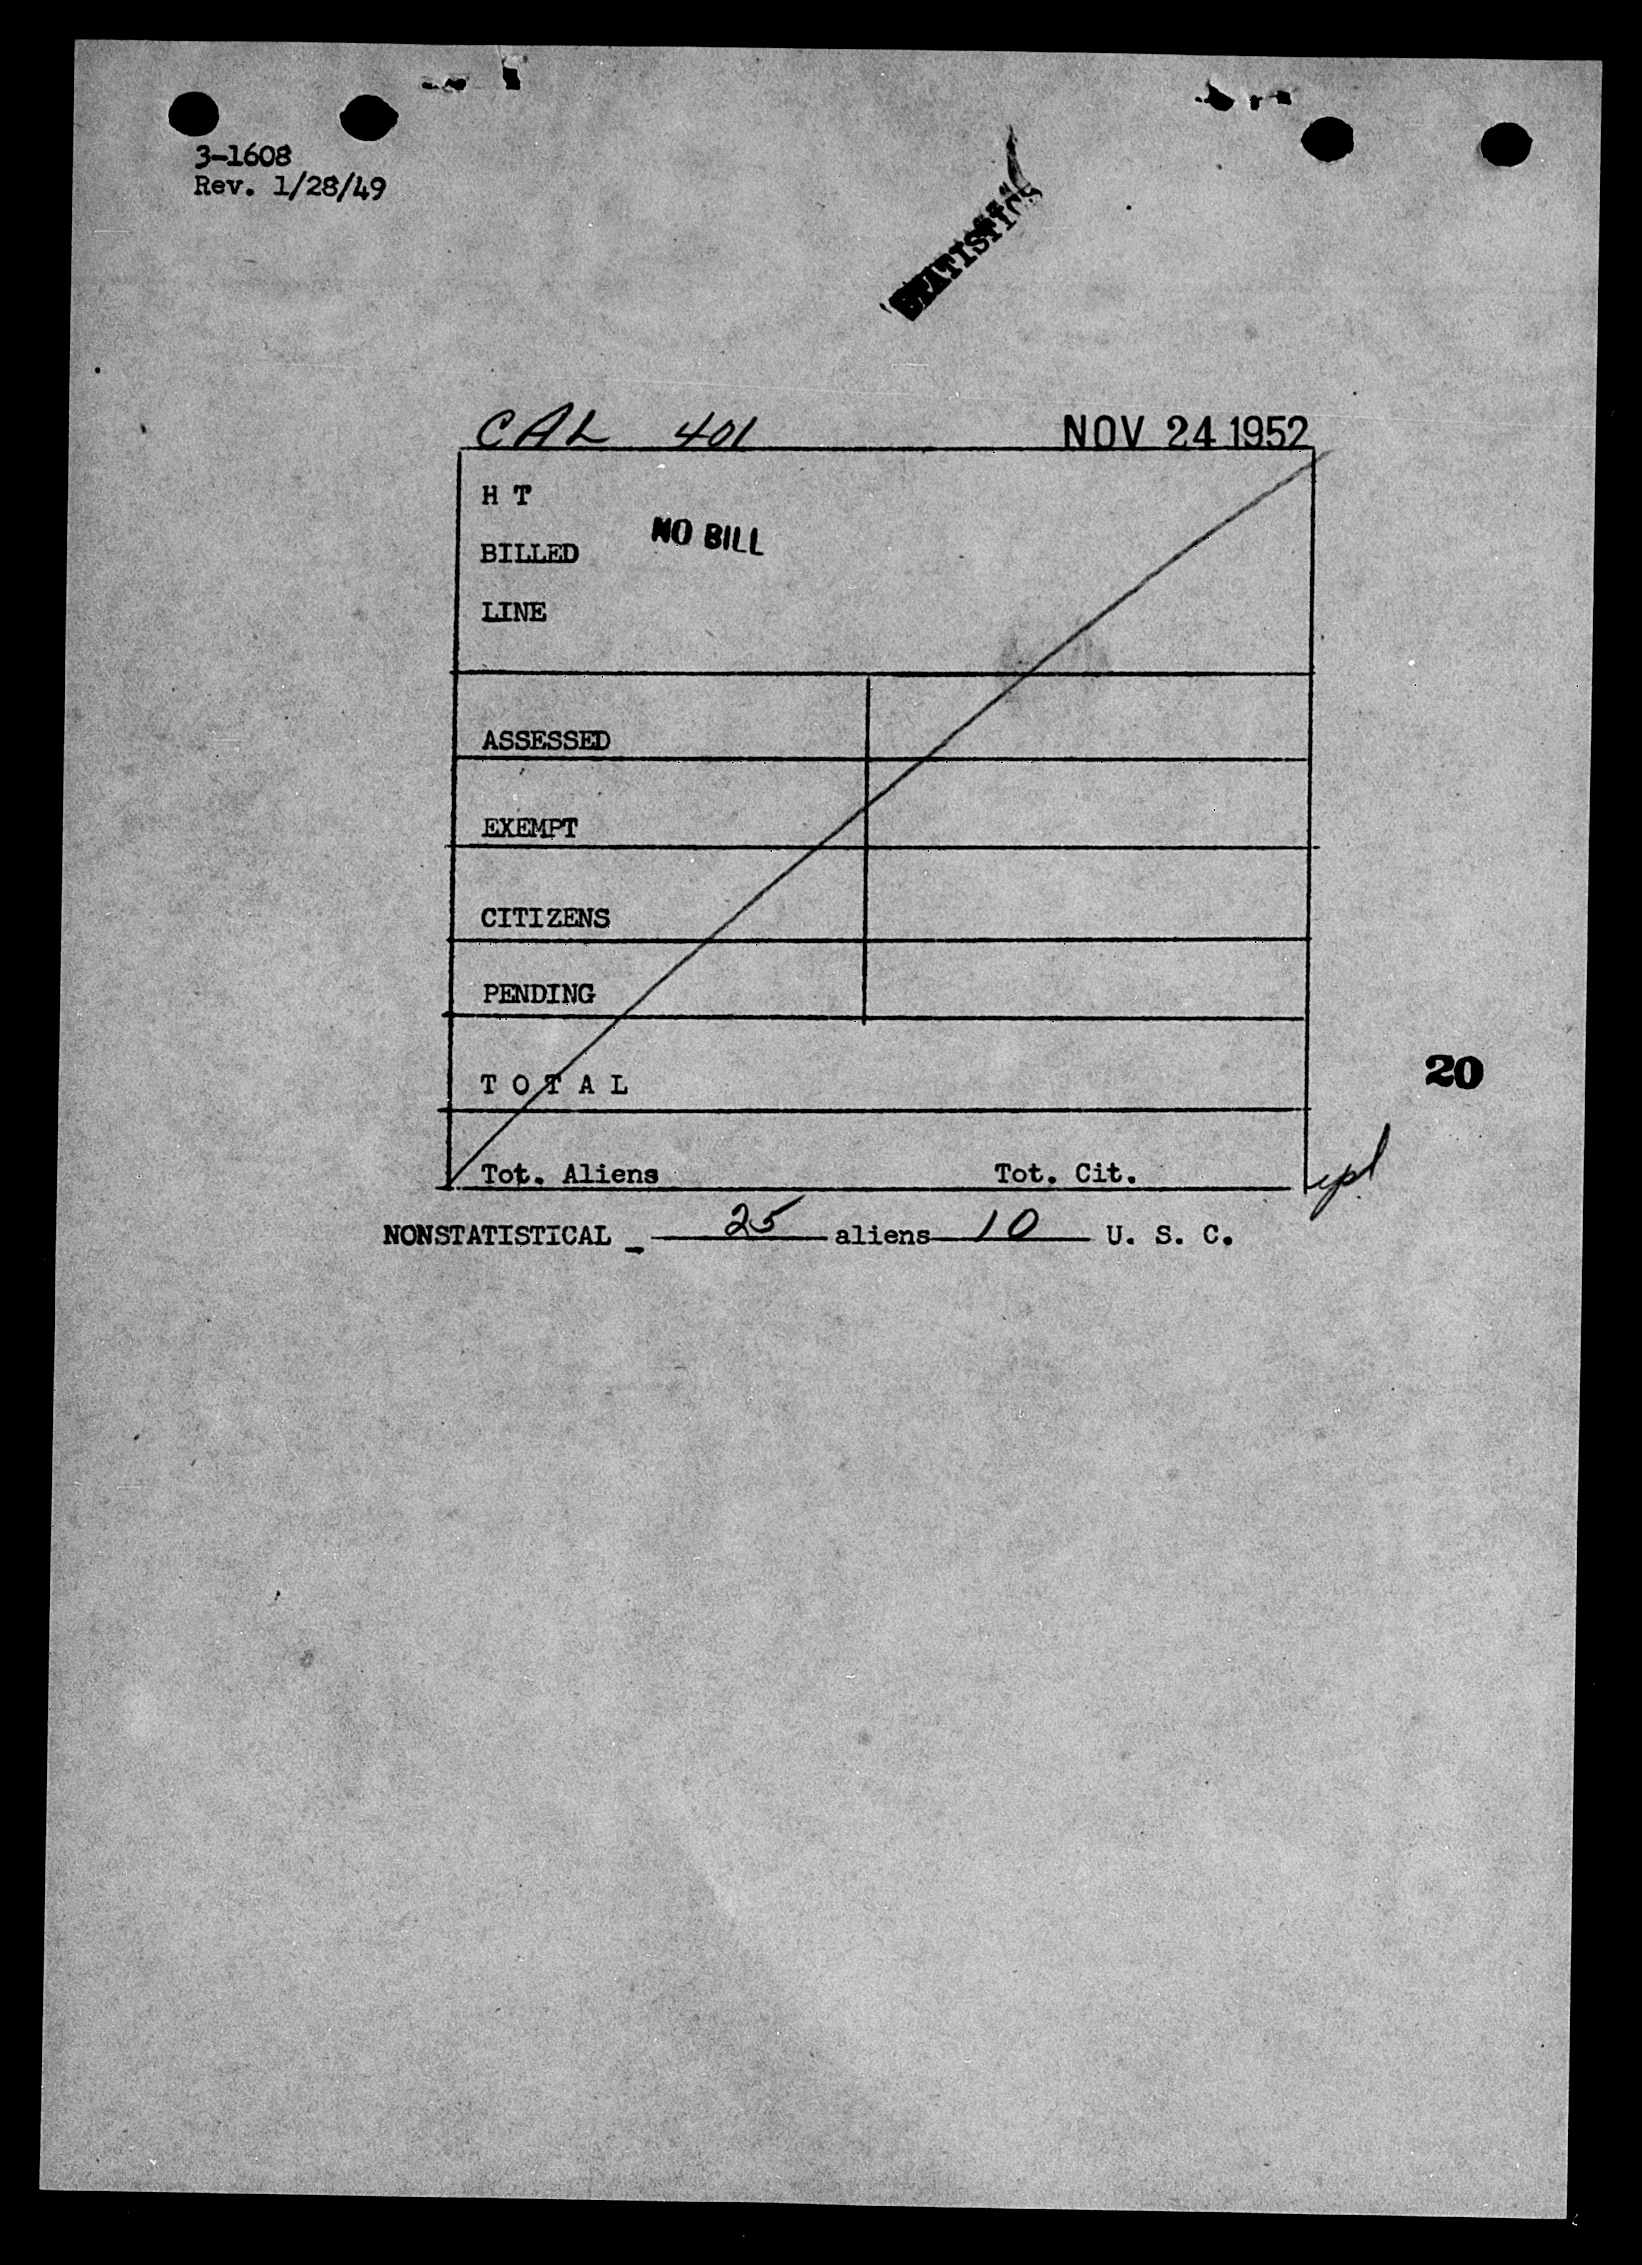 3-1608
Rev. 1/28/49
STATISTICS
CAL 401 NOV 24 1952
H T
NO BILL
BILLED
LINE
ASSESSED
EXEMPT
CITIZENS
PENDING
20
T O T A L
Tot. Aliens Tot. Cit.
NONSTATISTICAL - 25 aliens 10 U. S. C.